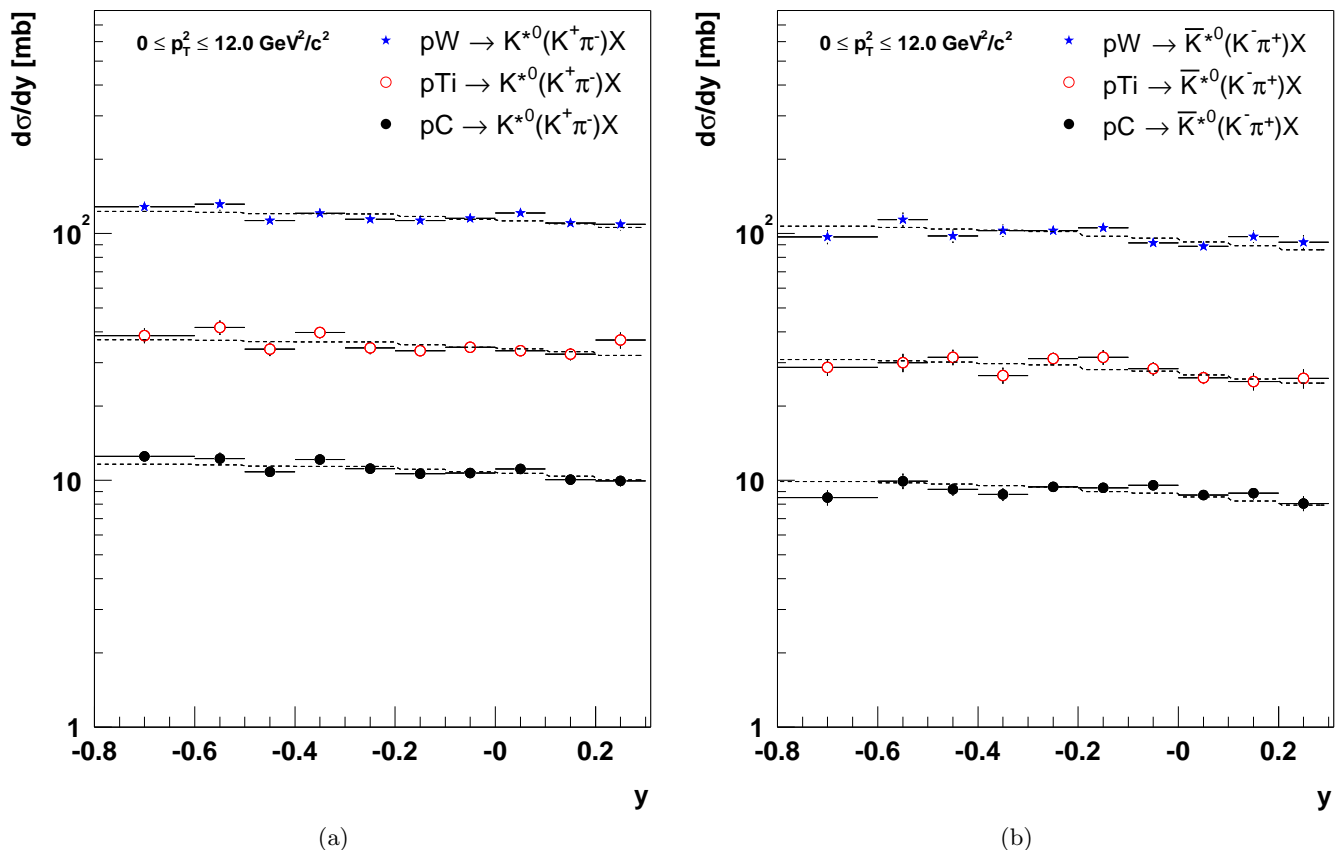 dσ/dy [mb]
0 ≤ p_T^2 ≤ 12.0 GeV^2/c^2
pW → K*^0(K^+π^-)X
pTi → K*^0(K^+π^-)X
pC → K*^0(K^+π^-)X
10^2
10
1
-0.8 -0.6 -0.4 -0.2 -0 0.2
y
(a)
dσ/dy [mb]
0 ≤ p_T^2 ≤ 12.0 GeV^2/c^2
pW → K̅*^0(K^-π^+)X
pTi → K̅*^0(K^-π^+)X
pC → K̅*^0(K^-π^+)X
10^2
10
1
-0.8 -0.6 -0.4 -0.2 -0 0.2
y
(b)